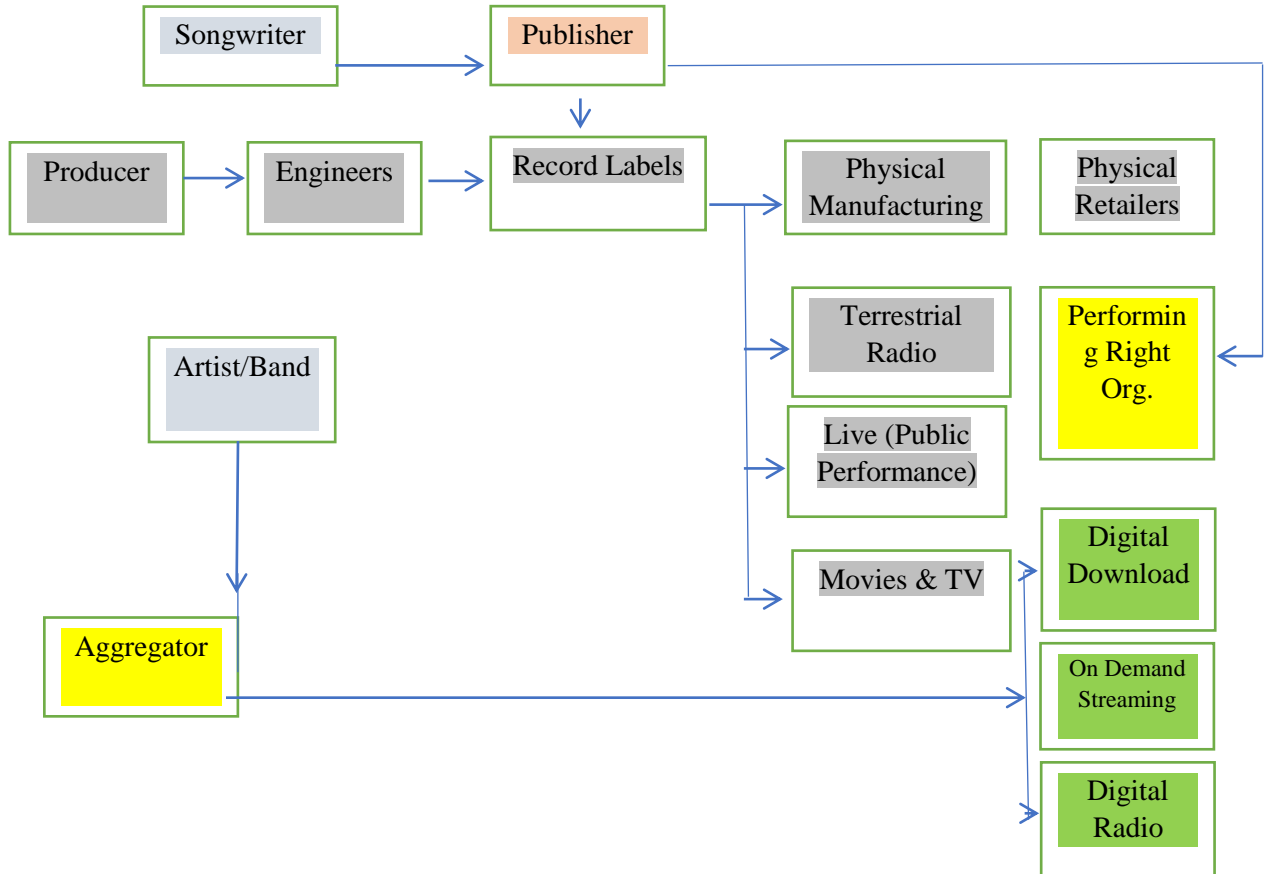 Songwriter
Publisher
Producer
Engineers
Record Labels
Physical
Manufacturing
Physical
Retailers
Terrestrial
Radio
Performin
g Right
Org.
Artist/Band
Live (Public
Performance)
Digital
Download
Movies & TV
Aggregator
On Demand
Streaming
Digital
Radio